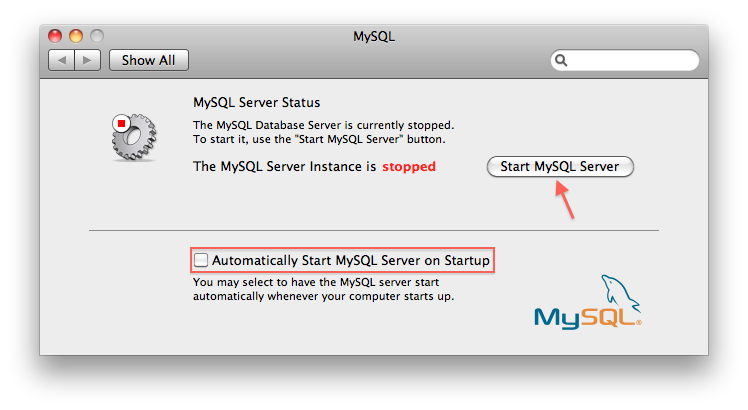 MySQL
Show All
MySQL Server Status
The MySQL Database Server is currently stopped.
To start it, use the "Start MySQL Server" button.
The MySQL Server Instance is stopped
Start MySQL Server
Automatically Start MySQL Server on Startup
You may select to have the MySQL server start
automatically whenever your computer starts up.
MySQL®